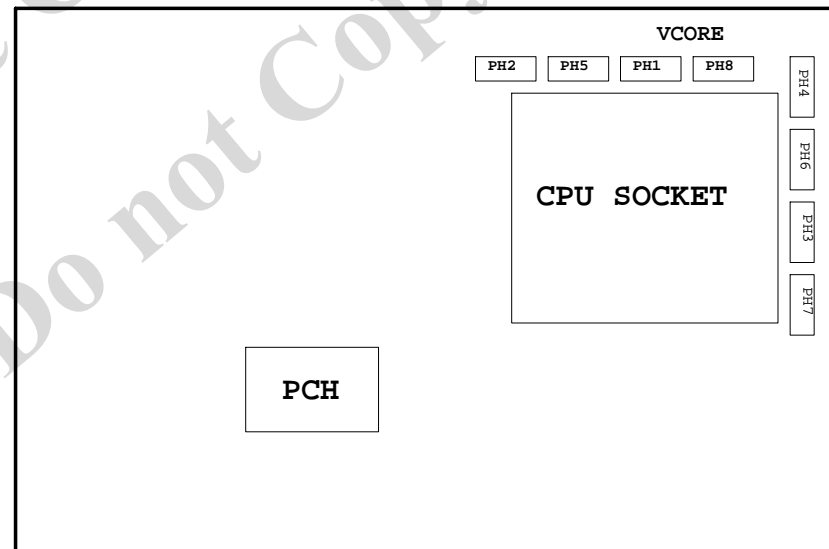 VCORE
PH2 PH5 PH1 PH8
PH4
PH6
CPU SOCKET
PH3
PH7
PCH
Do not Cop